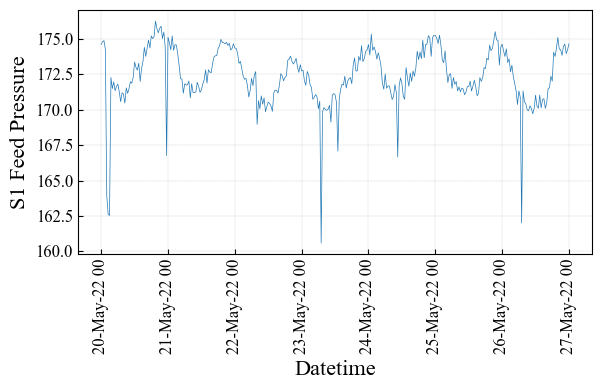 S1 Feed Pressure
175.0
172.5
170.0
167.5
165.0
162.5
160.0
20-May-22 00
21-May-22 00
22-May-22 00
23-May-22 00
24-May-22 00
25-May-22 00
26-May-22 00
27-May-22 00
Datetime